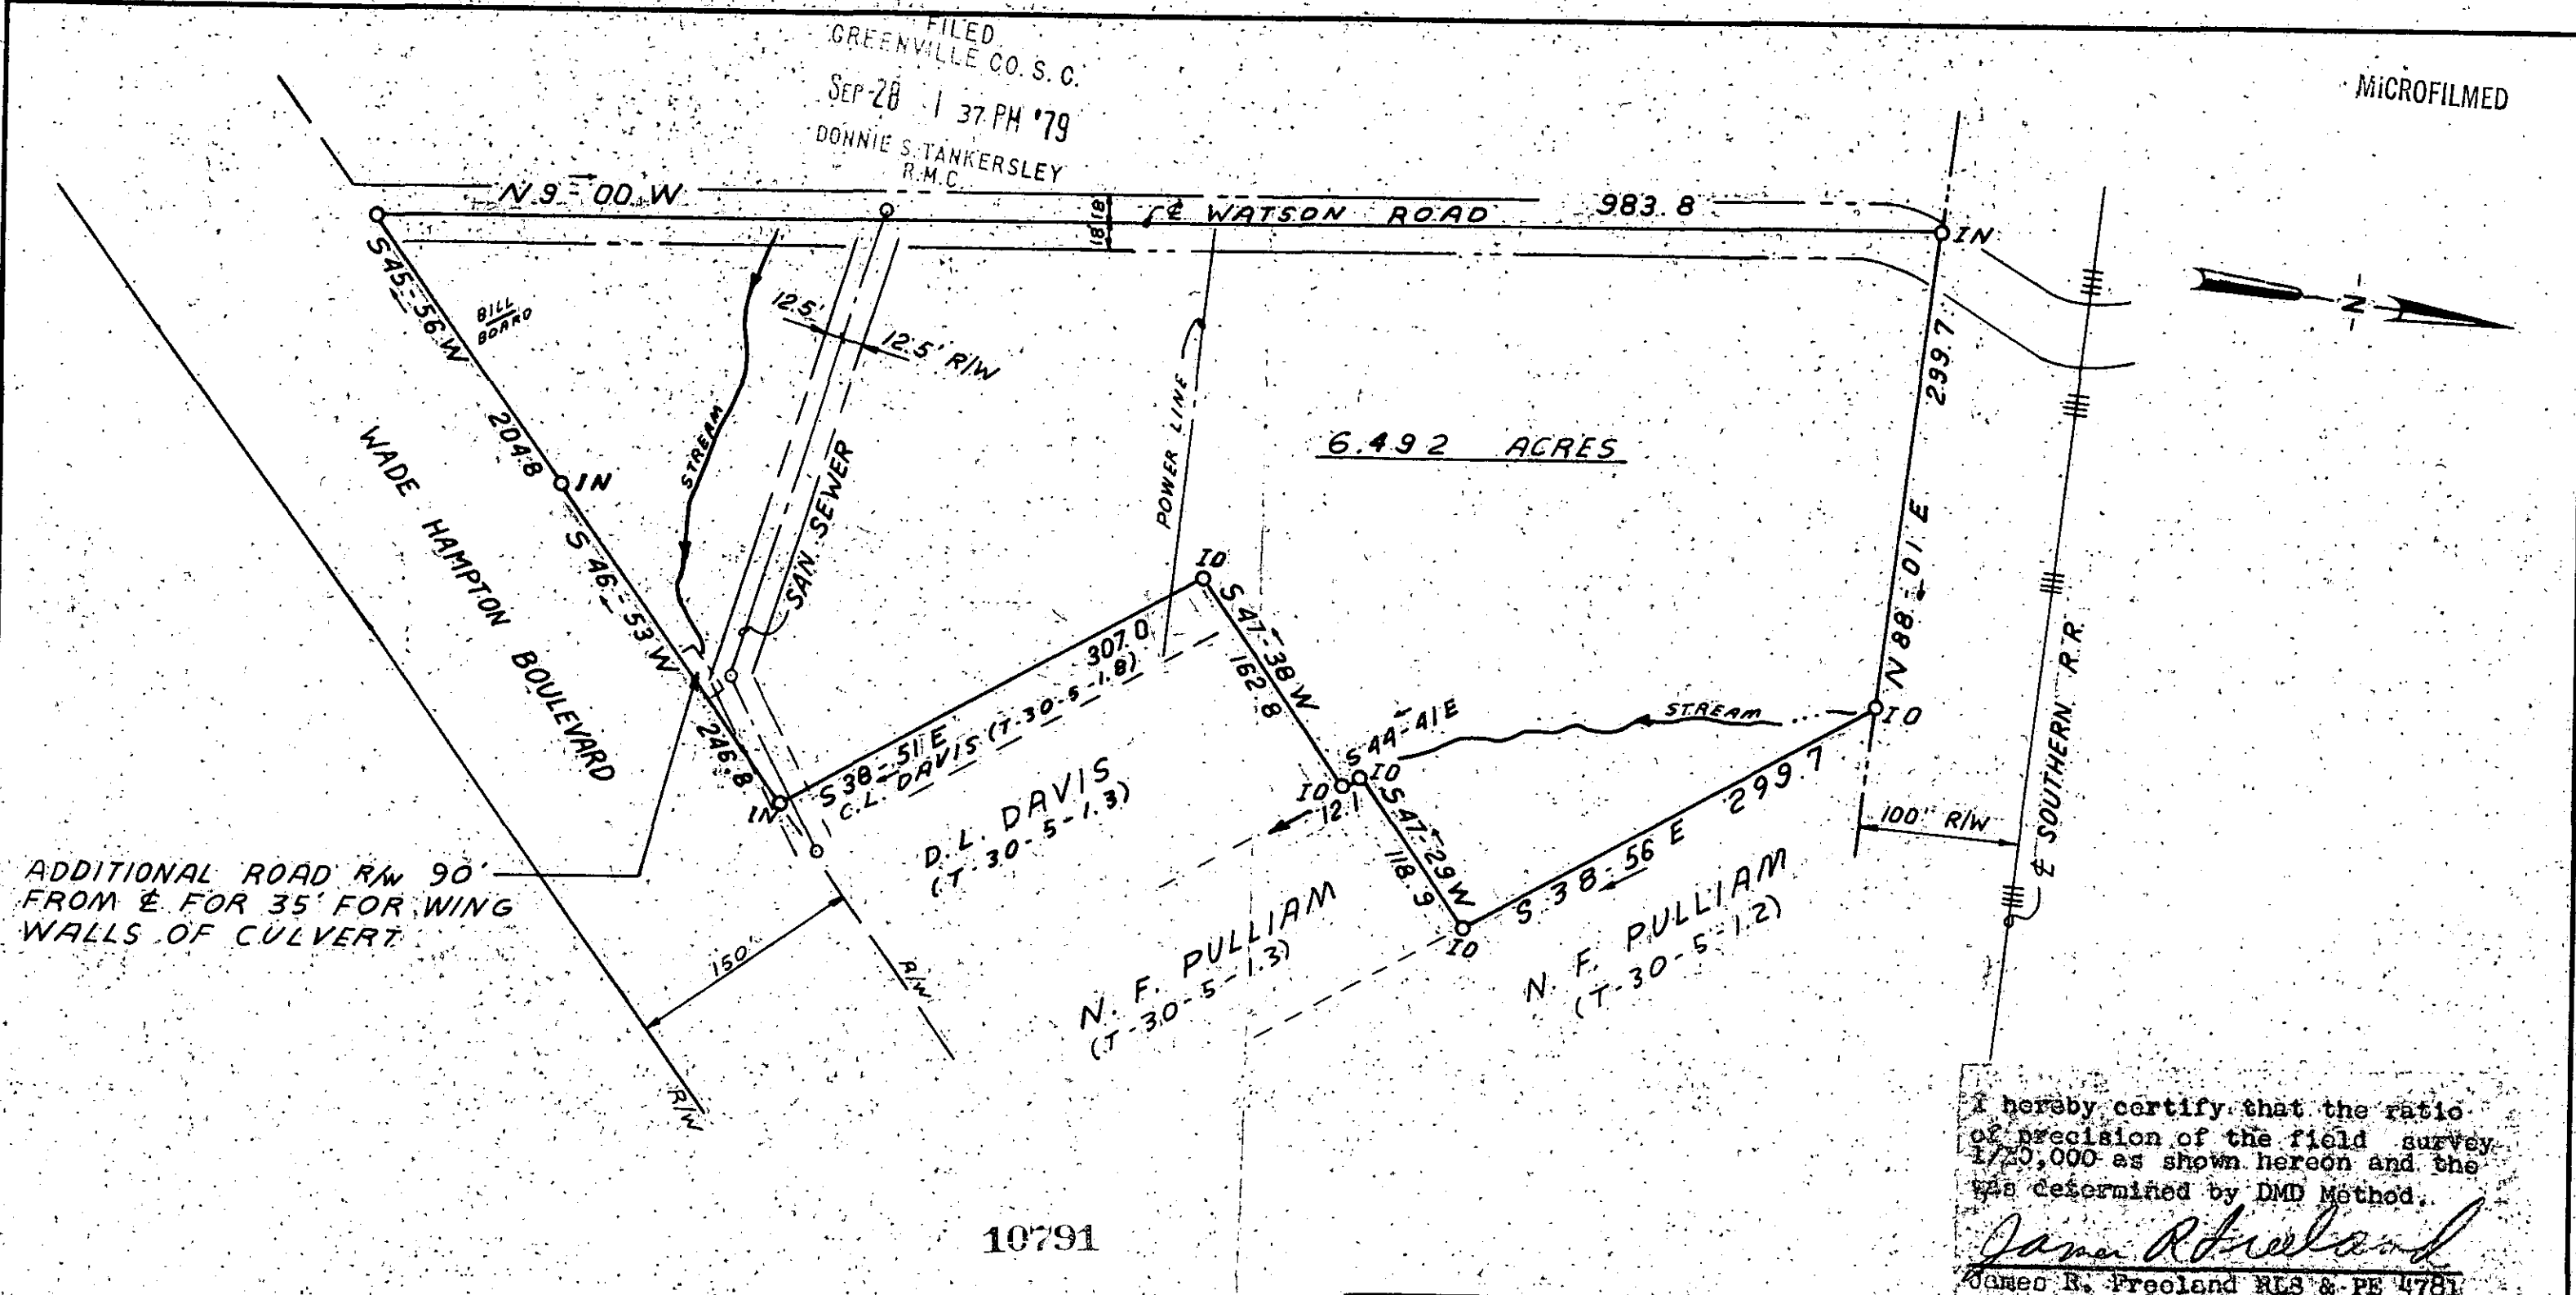 FILED
GREENVILLE CO. S. C.
SEP 28 1 37 PM '79
DONNIE S. TANKERSLEY
R.M.C.
MICROFILMED
N 9-00 W
18 18
℄ WATSON ROAD
983.8
IN
S 45-56 W
204.8
BILL
BOARD
12.5'
12.5' R/W
STREAM
SAN. SEWER
POWER LINE
6.492 ACRES
299.7
N 88-01 E
N
WADE HAMPTON BOULEVARD
IN
S 46-53 W
246.8
IN
IO
307.0
S 38-51 E
C.L. DAVIS (T-30-5-1.8)
S 47-38 W
162.8
S 44-41 E
IO
IO
12.1
STREAM
IO
S 47-29 W
118.9
S 38-56 E
299.7
IO
100' R/W
℄ SOUTHERN R.R.
D. L. DAVIS
(T-30-5-1.3)
N. F. PULLIAM
(T-30-5-1.3)
N. F. PULLIAM
(T-30-5-1.2)
ADDITIONAL ROAD R/W 90'
FROM ℄ FOR 35' FOR WING
WALLS OF CULVERT
150'
R/W
R/W
10791
I hereby certify that the ratio
of precision of the field survey
1/20,000 as shown hereon and the
was determined by DMD Method.
James R Freeland
James R. Freeland RLS & PE 4781